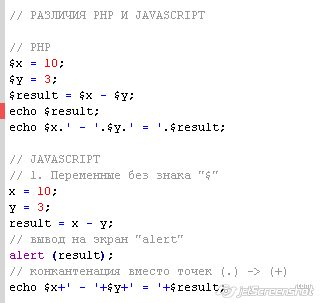 // РАЗЛИЧИЯ PHP И JAVASCRIPT
// PHP
$x = 10;
$y = 3;
$result = $x - $y;
echo $result;
echo $x.' - '.$y.' = '.$result;
// JAVASCRIPT
// 1. Переменные без знака "$"
x = 10;
y = 3;
result = x - y;
// вывод на экран "alert"
alert (result);
// конкантенация вместо точек (.) -> (+)
echo $x+' - '+$y+' = '+$result;
jetScreenshot